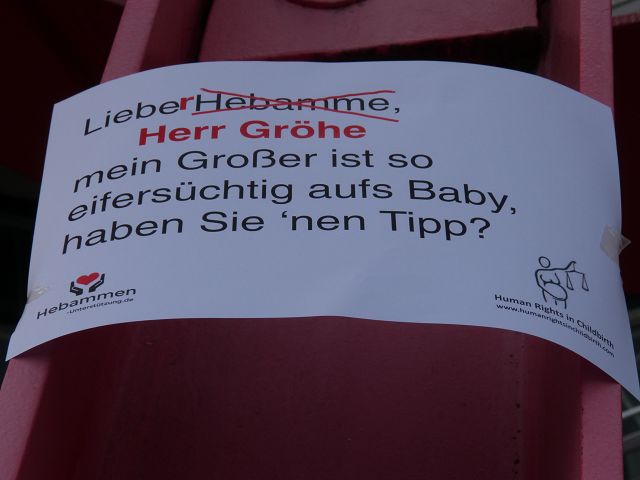 Lieber Hebamme,
Herr Gröhe
mein Großer ist so
eifersüchtig aufs Baby,
haben Sie ‘nen Tipp?
Hebammen
-Unterstützung.de
Human Rights in Childbirth
www.humanrightsinchildbirth.com